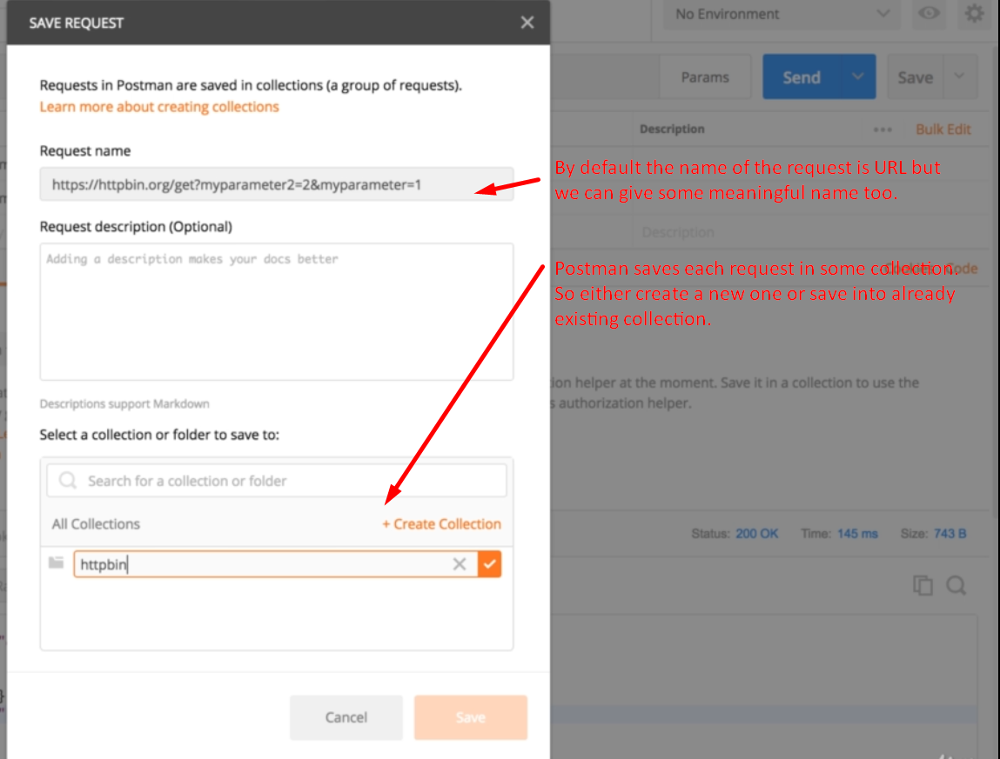 SAVE REQUEST
No Environment
Requests in Postman are saved in collections (a group of requests).
Learn more about creating collections
Params
Send
Save
Description
Bulk Edit
Request name
https://httpbin.org/get?myparameter2=2&myparameter=1
By default the name of the request is URL but
we can give some meaningful name too.
Request description (Optional)
Description
Adding a description makes your docs better
Postman saves each request in some collection.
Cookies Code
So either create a new one or save into already
existing collection.
ion helper at the moment. Save it in a collection to use the
s authorization helper.
Descriptions support Markdown
Select a collection or folder to save to:
Search for a collection or folder
All Collections
+ Create Collection
Status: 200 OK Time: 145 ms Size: 743 B
httpbin
Cancel
Save